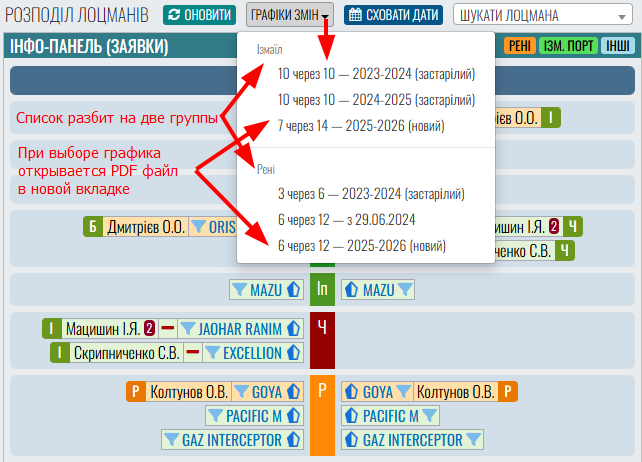 РОЗПОДІЛ ЛОЦМАНІВ ОНОВИТИ ГРАФІКИ ЗМІН СХОВАТИ ДАТИ ШУКАТИ ЛОЦМАНА
ІНФО-ПАНЕЛЬ (ЗАЯВКИ) РЕНІ ІЗМ. ПОРТ ІНШІ
Ізмаїл
10 через 10 — 2023-2024 (застарілий)
10 через 10 — 2024-2025 (застарілий)
7 через 14 — 2025-2026 (новий)
Рені
3 через 6 — 2023-2024 (застарілий)
6 через 12 — з 29.06.2024
6 через 12 — 2025-2026 (новий)
Список разбит на две группы
О.О. І
При выборе графика
открывается PDF файл
в новой вкладке
Б Дмитрієв О.О. ORIS
І.Я. 2 Ч
С.В. Ч
MAZU Іп MAZU
І Мацишин І.Я. 2 JAOHAR RANIM Ч
І Скрипниченко С.В. EXCELLION
Р Колтунов О.В. GOYA Р GOYA Колтунов О.В. Р
PACIFIC M PACIFIC M
GAZ INTERCEPTOR GAZ INTERCEPTOR